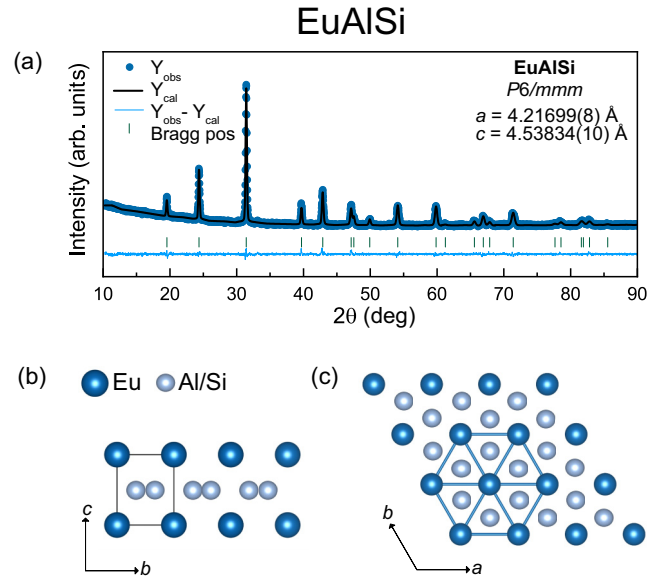 EuAlSi
(a)
Intensity (arb. units)
Y_obs
Y_cal
Y_obs - Y_cal
Bragg pos
EuAlSi
P6/mmm
a = 4.21699(8) Å
c = 4.53834(10) Å
10 20 30 40 50 60 70 80 90
2θ (deg)
(b) Eu Al/Si (c)
c
b
b
a